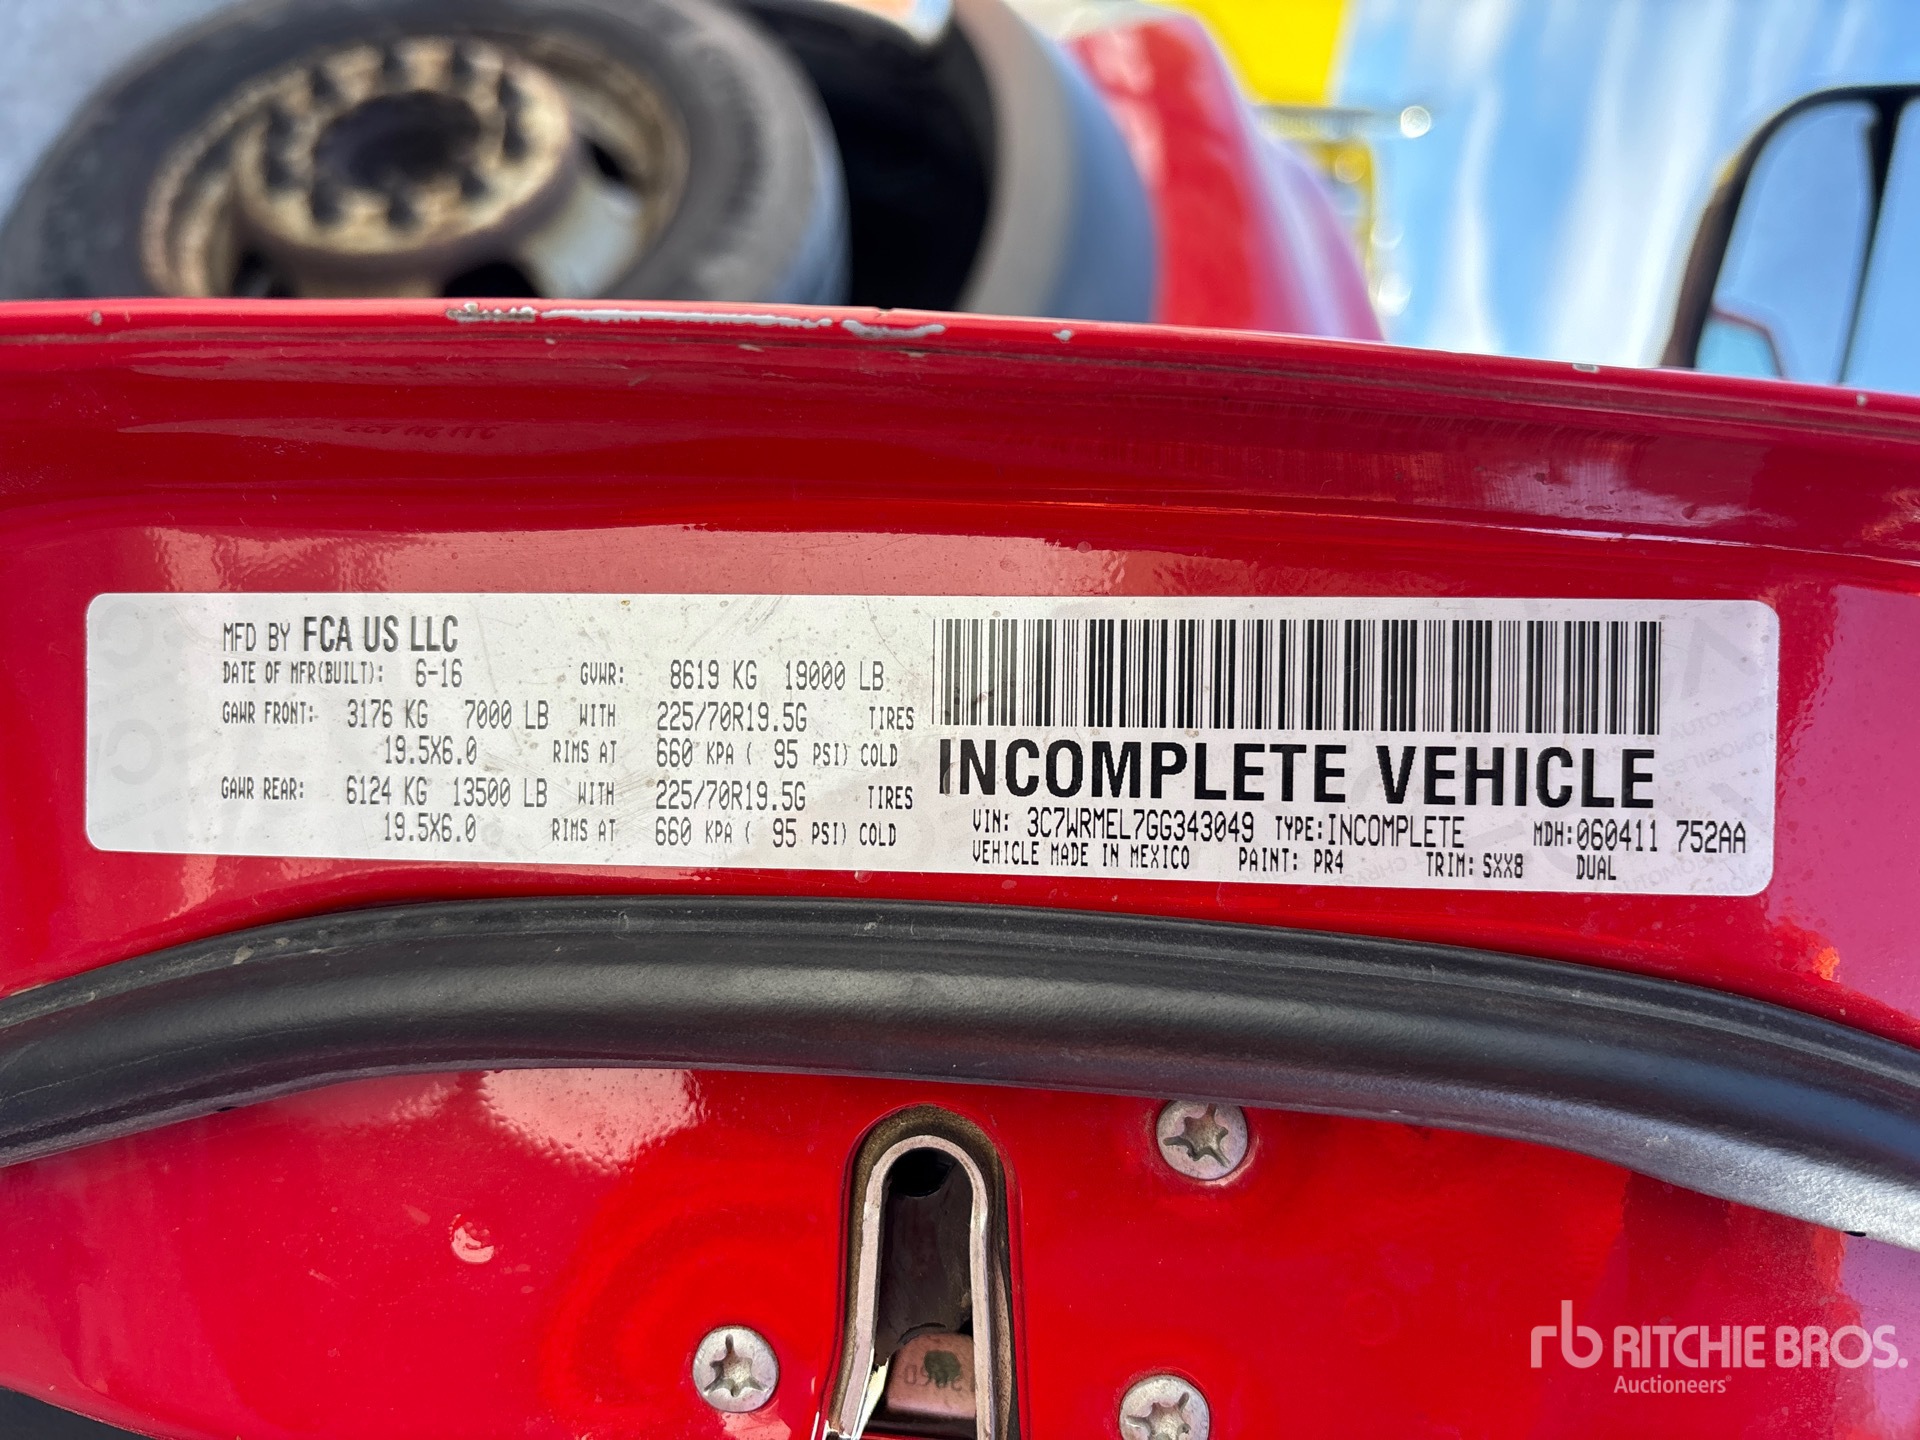 MFD BY FCA US LLC
DATE OF MFR(BUILT): 6-16 GVWR: 8619 KG 19000 LB
GAWR FRONT: 3176 KG 7000 LB WITH 225/70R19.5G TIRES
19.5X6.0 RIMS AT 660 KPA ( 95 PSI) COLD
GAWR REAR: 6124 KG 13500 LB WITH 225/70R19.5G TIRES
19.5X6.0 RIMS AT 660 KPA ( 95 PSI) COLD
INCOMPLETE VEHICLE
VIN: 3C7WRMEL7GG343049 TYPE:INCOMPLETE MDH:060411 752AA
VEHICLE MADE IN MEXICO PAINT: PR4 TRIM: SXX8 DUAL
rb RITCHIE BROS.
Auctioneers